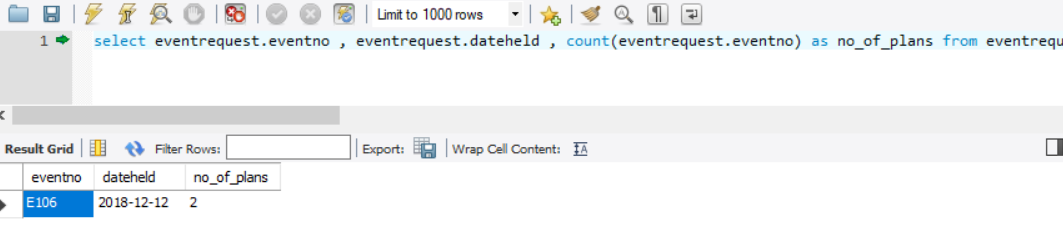 Limit to 1000 rows
1 select eventrequest.eventno , eventrequest.dateheld , count(eventrequest.eventno) as no_of_plans from eventrequ
Result Grid Filter Rows: Export: Wrap Cell Content:
eventno dateheld no_of_plans
E106 2018-12-12 2